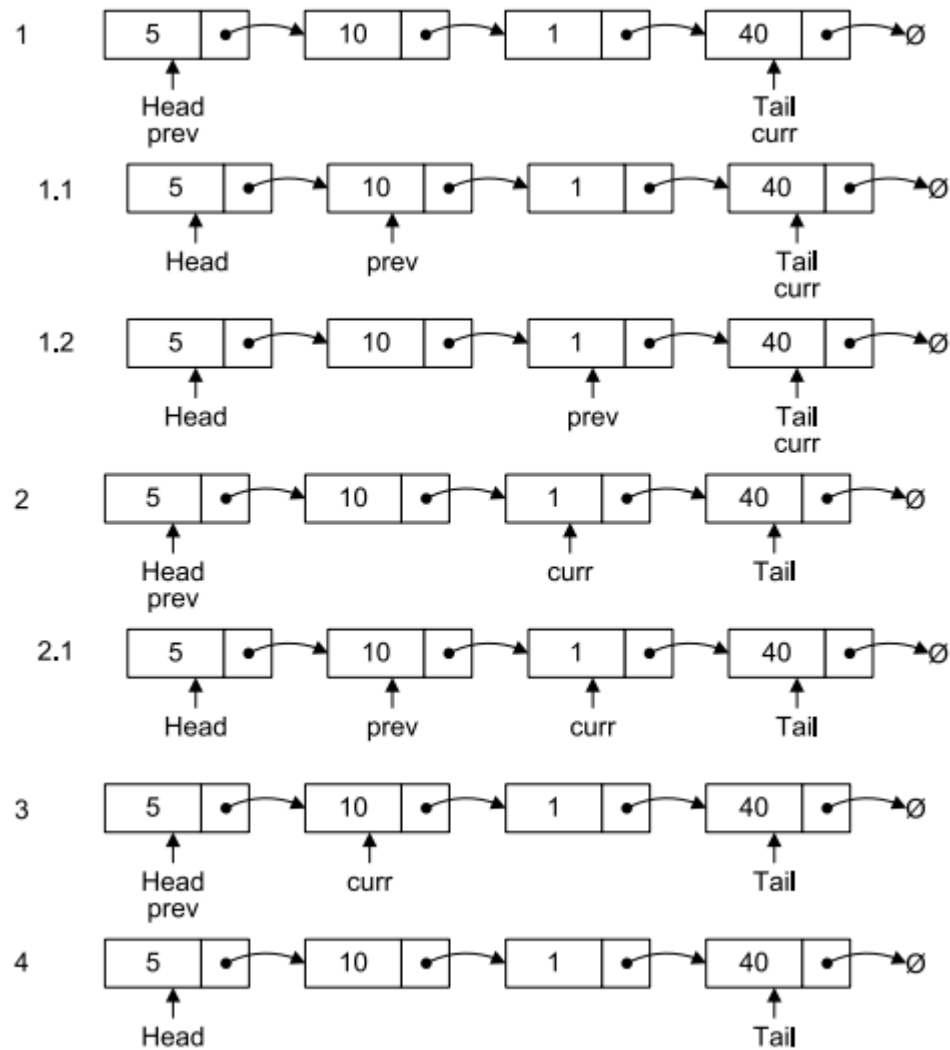 1 5 10 1 40 Ø
Head Tail
prev curr
1.1 5 10 1 40 Ø
Head prev Tail
curr
1.2 5 10 1 40 Ø
Head prev Tail
curr
2 5 10 1 40 Ø
Head curr Tail
prev
2.1 5 10 1 40 Ø
Head prev curr Tail
3 5 10 1 40 Ø
Head curr Tail
prev
4 5 10 1 40 Ø
Head Tail